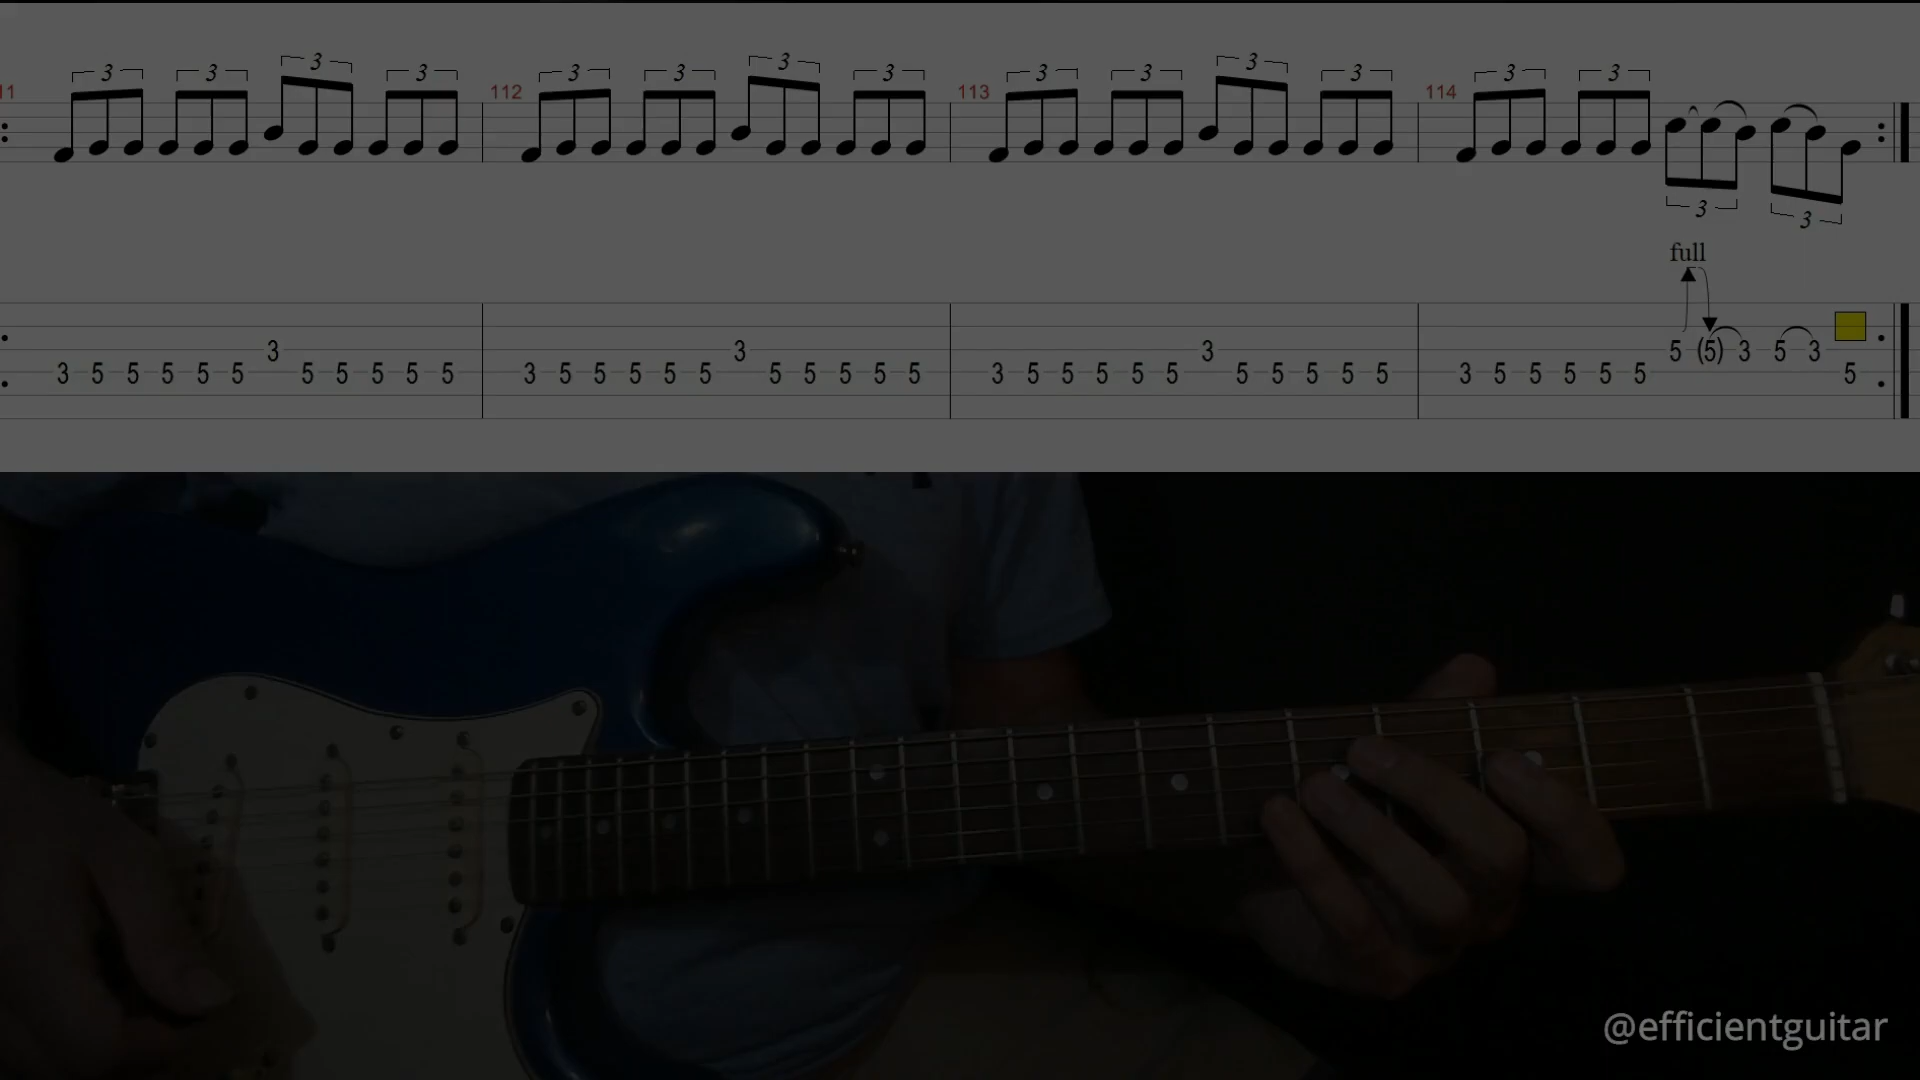 3 3 3 3 3 3 3 3 3 3 3 3 3 3
11 112 113 114
3 3
full
3 3 3
3 5 5 5 5 5 5 5 5 5 5 3 5 5 5 5 5 5 5 5 5 5 3 5 5 5 5 5 5 5 5 5 5 3 5 5 5 5 5 5
5 (5) 3 5 3
5
@efficientguitar